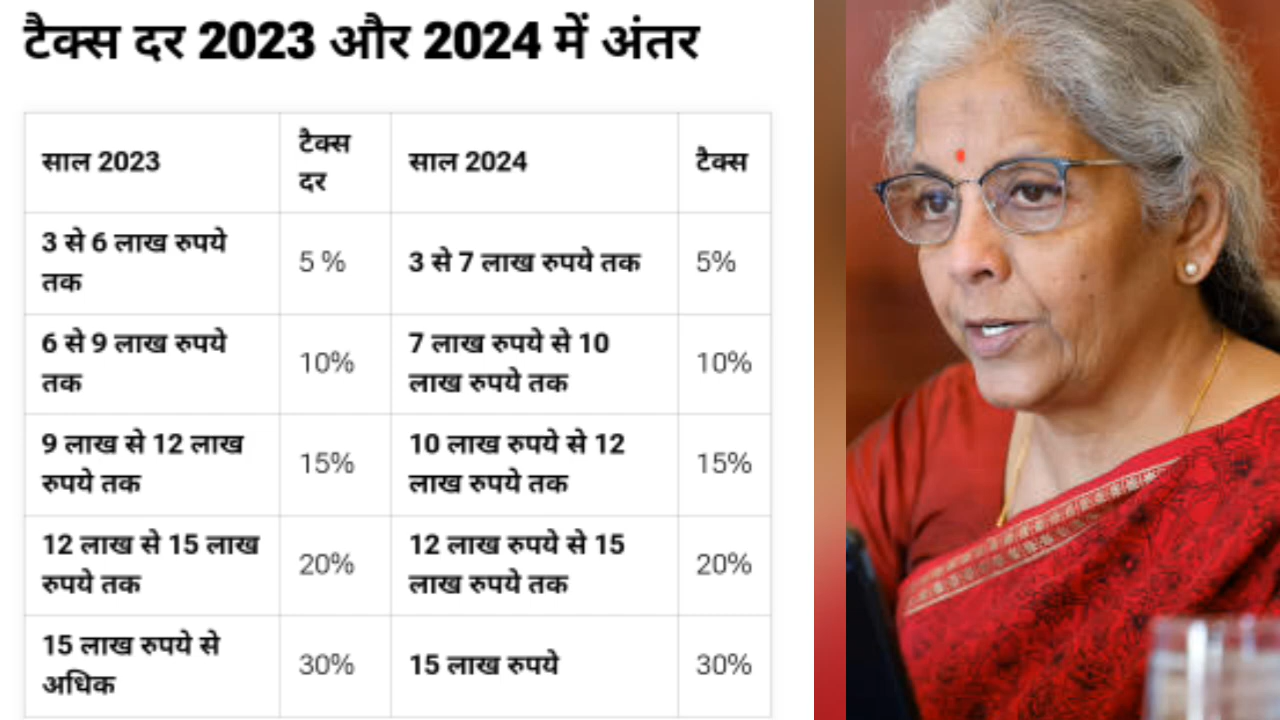 टैक्स दर 2023 और 2024 में अंतर
साल 2023
टैक्स
दर
साल 2024
टैक्स
3 से 6 लाख रुपये
तक
5 %
3 से 7 लाख रुपये तक
5%
6 से 9 लाख रुपये
तक
10%
7 लाख रुपये से 10
लाख रुपये तक
10%
9 लाख से 12 लाख
रुपये तक
15%
10 लाख रुपये से 12
लाख रुपये तक
15%
12 लाख से 15 लाख
रुपये तक
20%
12 लाख रुपये से 15
लाख रुपये तक
20%
15 लाख रुपये से
अधिक
30%
15 लाख रुपये
30%